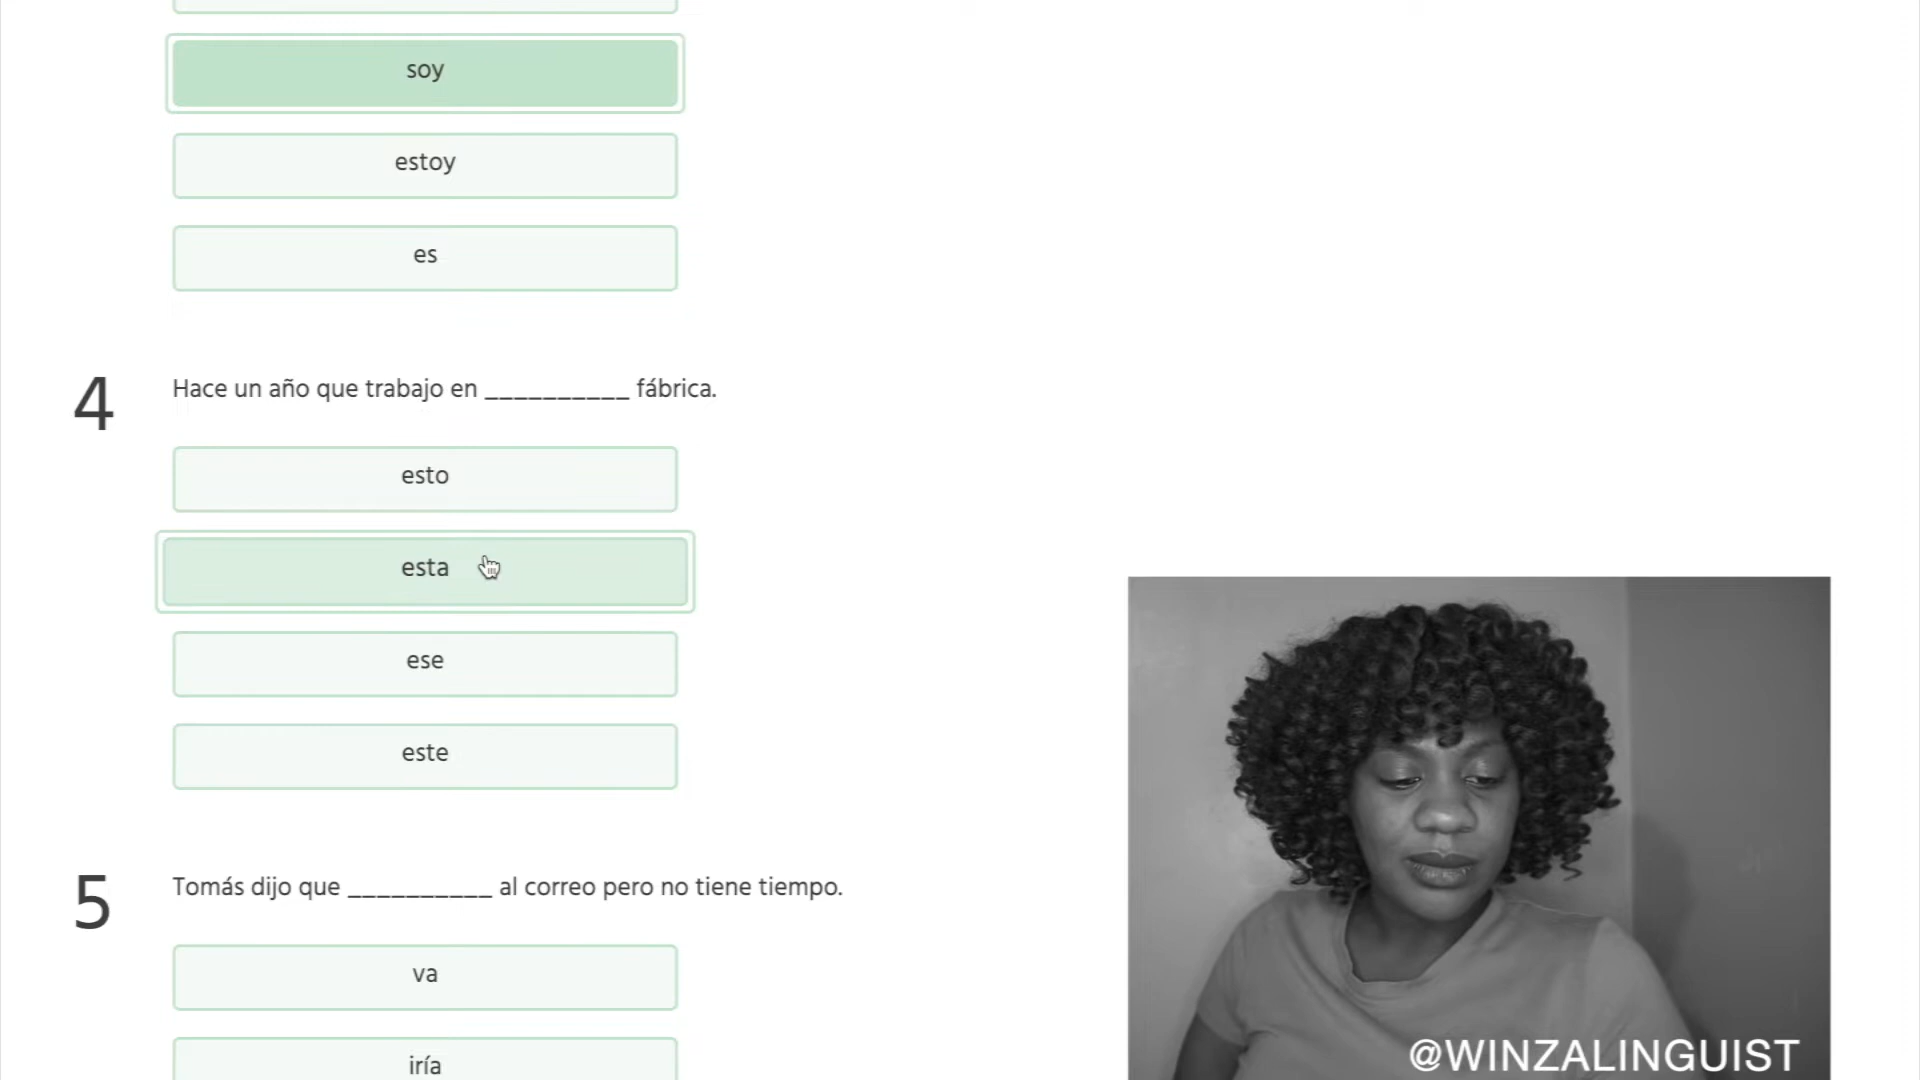 soy
estoy
es
4
Hace un año que trabajo en __________ fábrica.
esto
esta
ese
este
5
Tomás dijo que __________ al correo pero no tiene tiempo.
va
iría
@WINZALINGUIST